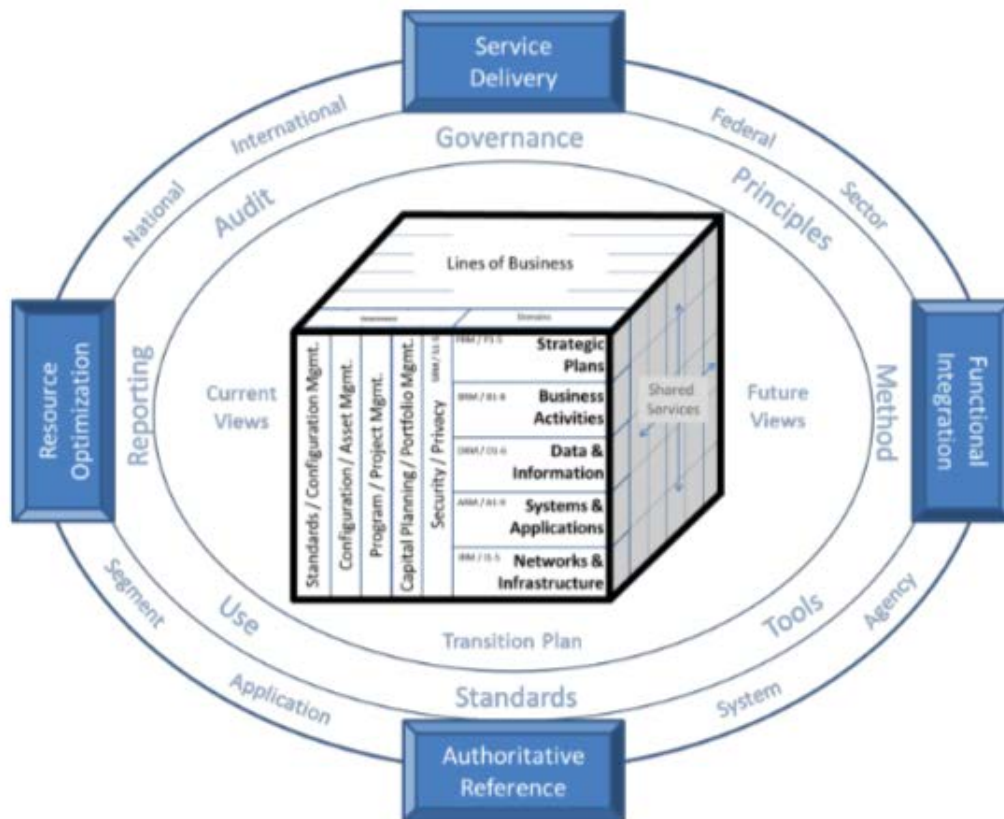 Service
Delivery
International
Federal
Governance
National
Audit
Principles
Sector
Lines of Business
Domains
Resource
Optimization
Reporting
Current
Views
Standards / Configuration Mgmt.
Configuration / Asset Mgmt.
Program / Project Mgmt.
Capital Planning / Portfolio Mgmt.
Security / Privacy
Strategic
Plans
Business
Activities
Data &
Information
Systems &
Applications
Networks &
Infrastructure
Shared
Services
Future
Views
Method
Functional
Integration
Segment
Use
Transition Plan
Tools
Agency
Application
Standards
System
Authoritative
Reference